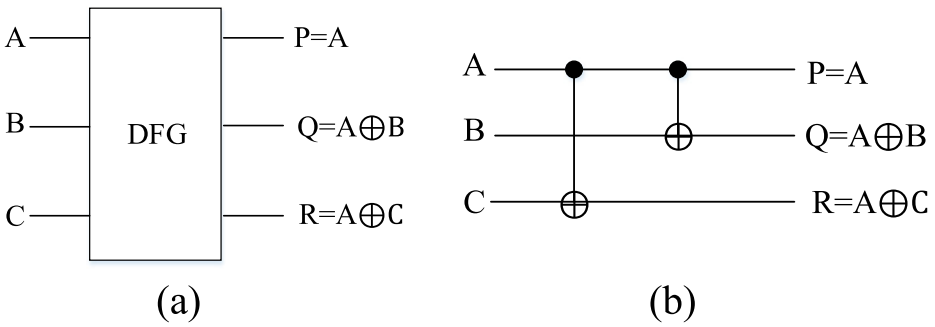 A P=A
B DFG Q=A⊕B
C R=A⊕C
(a)
A P=A
B Q=A⊕B
C R=A⊕C
(b)